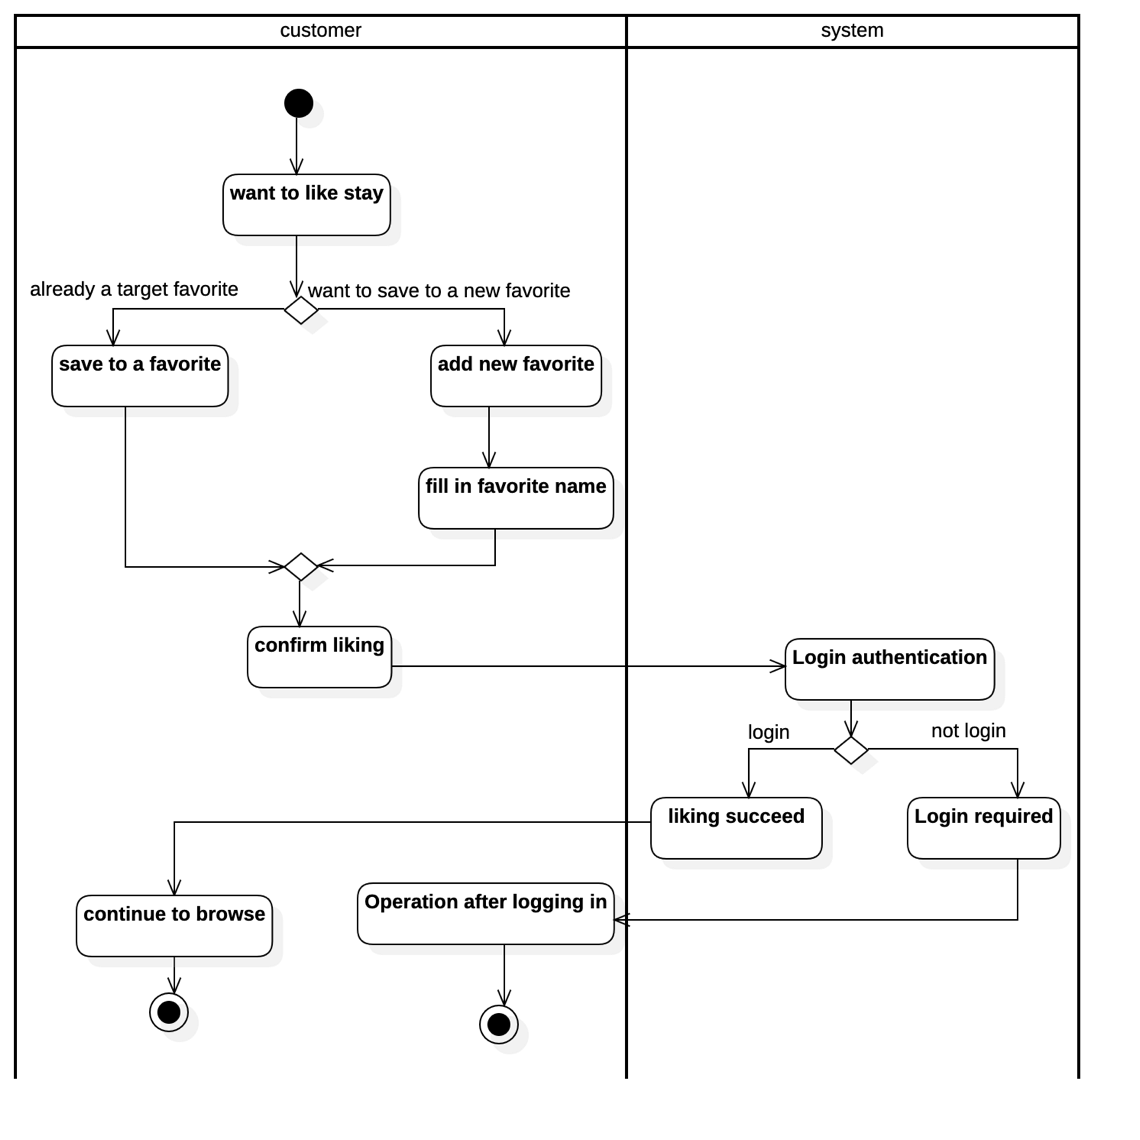 customer
system
want to like stay
already a target favorite
want to save to a new favorite
save to a favorite
add new favorite
fill in favorite name
confirm liking
Login authentication
login
not login
liking succeed
Login required
continue to browse
Operation after logging in